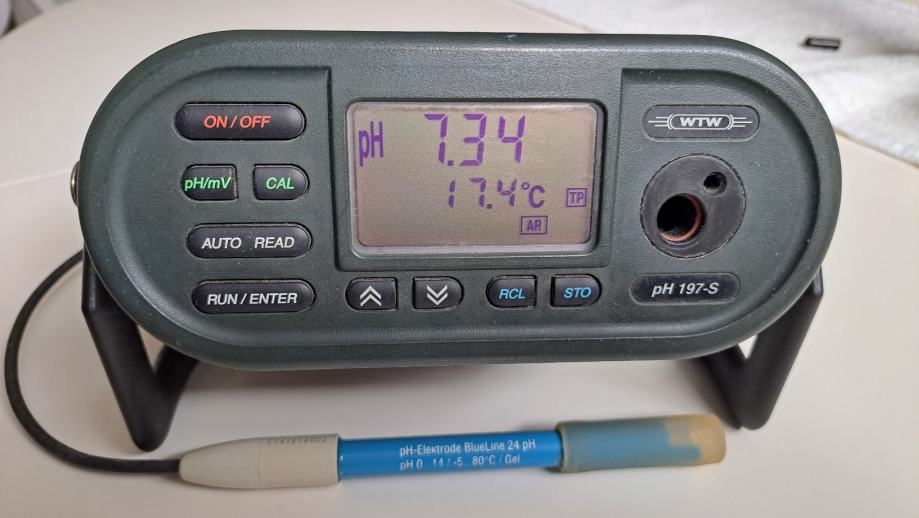 ON / OFF
pH/mV
CAL
AUTO READ
RUN / ENTER
pH 7.34
17.4°C TP
AR
RCL
STO
WTW
pH 197-S
pH-Elektrode BlueLine 24 pH
pH 0...14 / -5...80°C / Gel